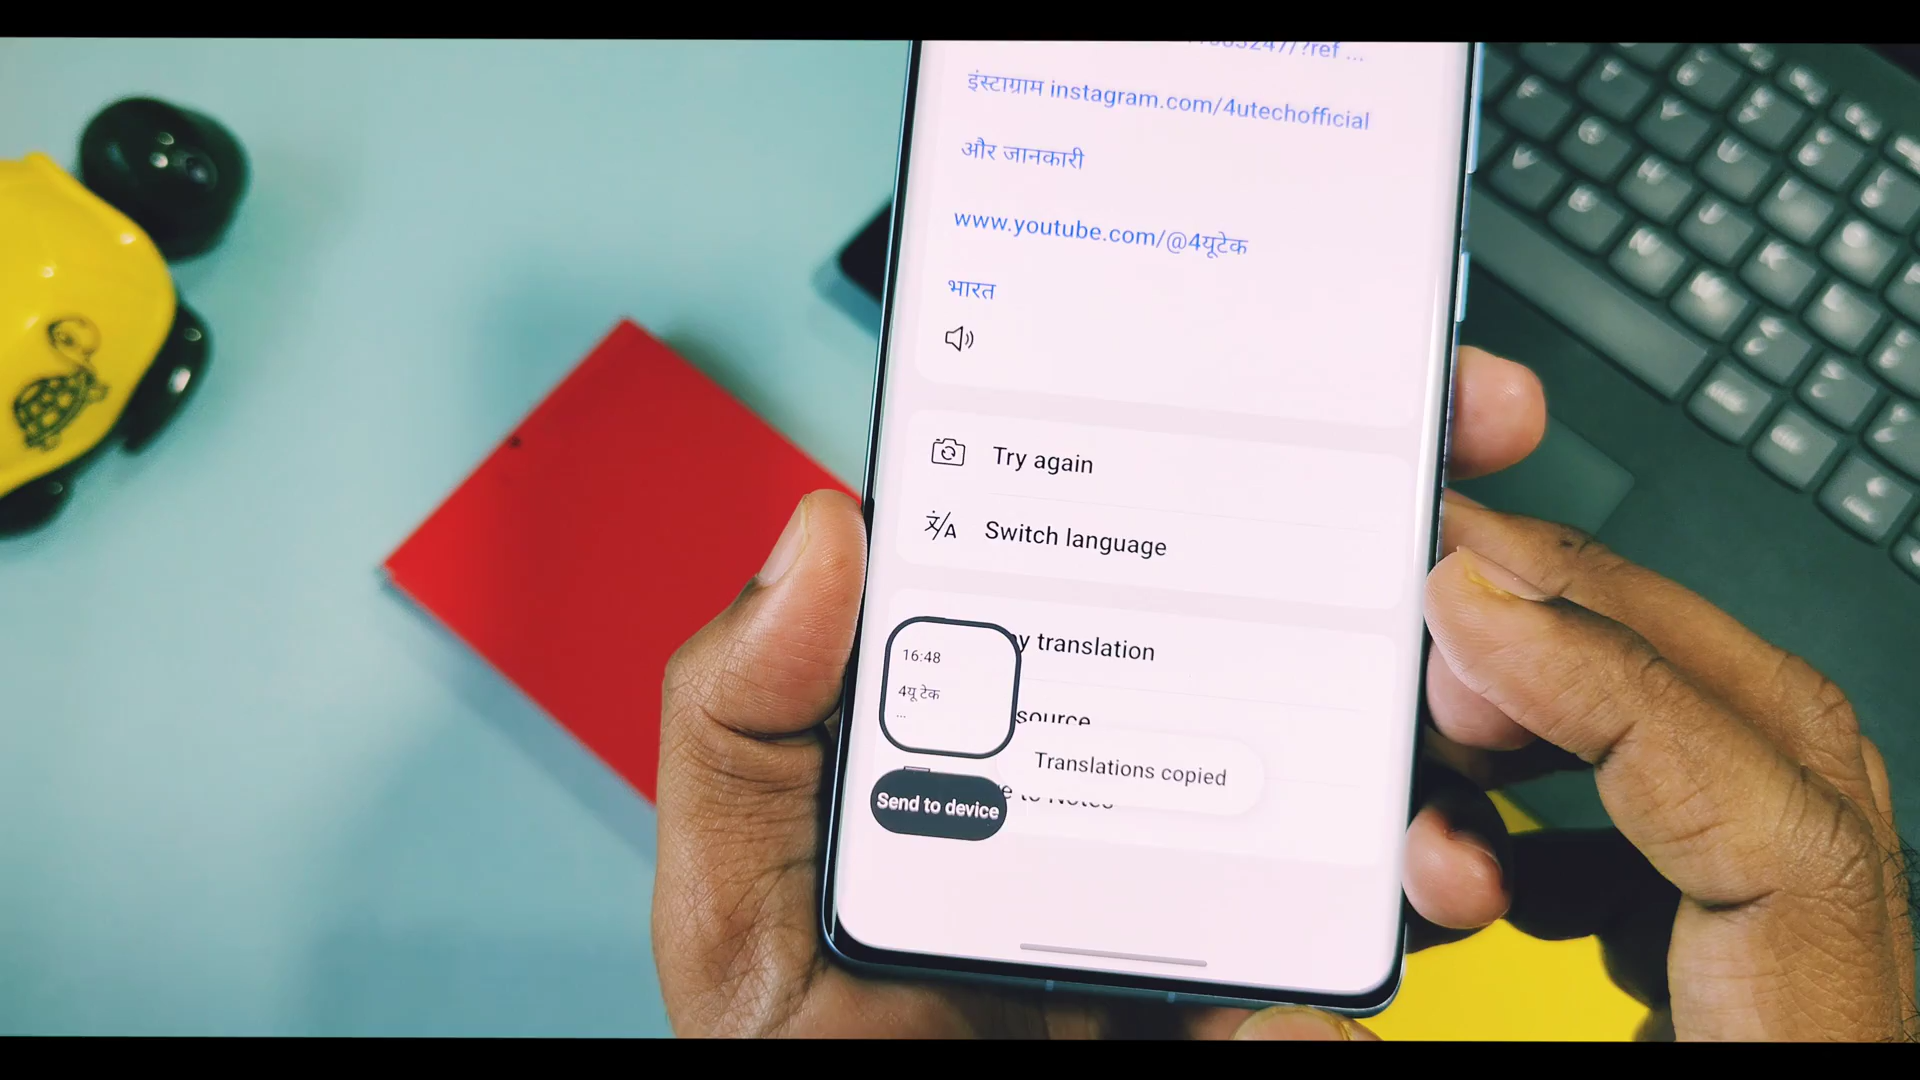 इंस्टाग्राम instagram.com/4utechofficial
और जानकारी
www.youtube.com/@4यूटेक
भारत
Try again
Switch language
translation
16:48
4यू टेक
...
source
Translations copied
Send to device